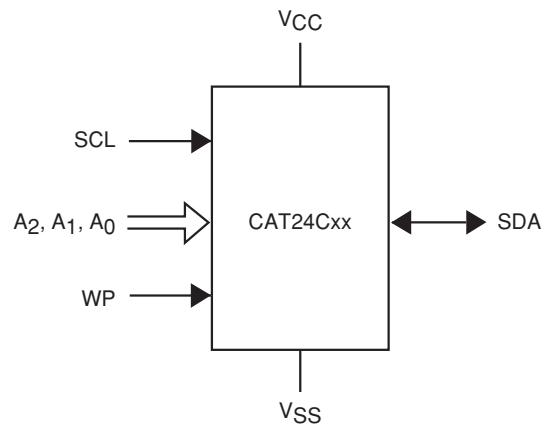 VCC
SCL
A2, A1, A0
CAT24Cxx
SDA
WP
VSS